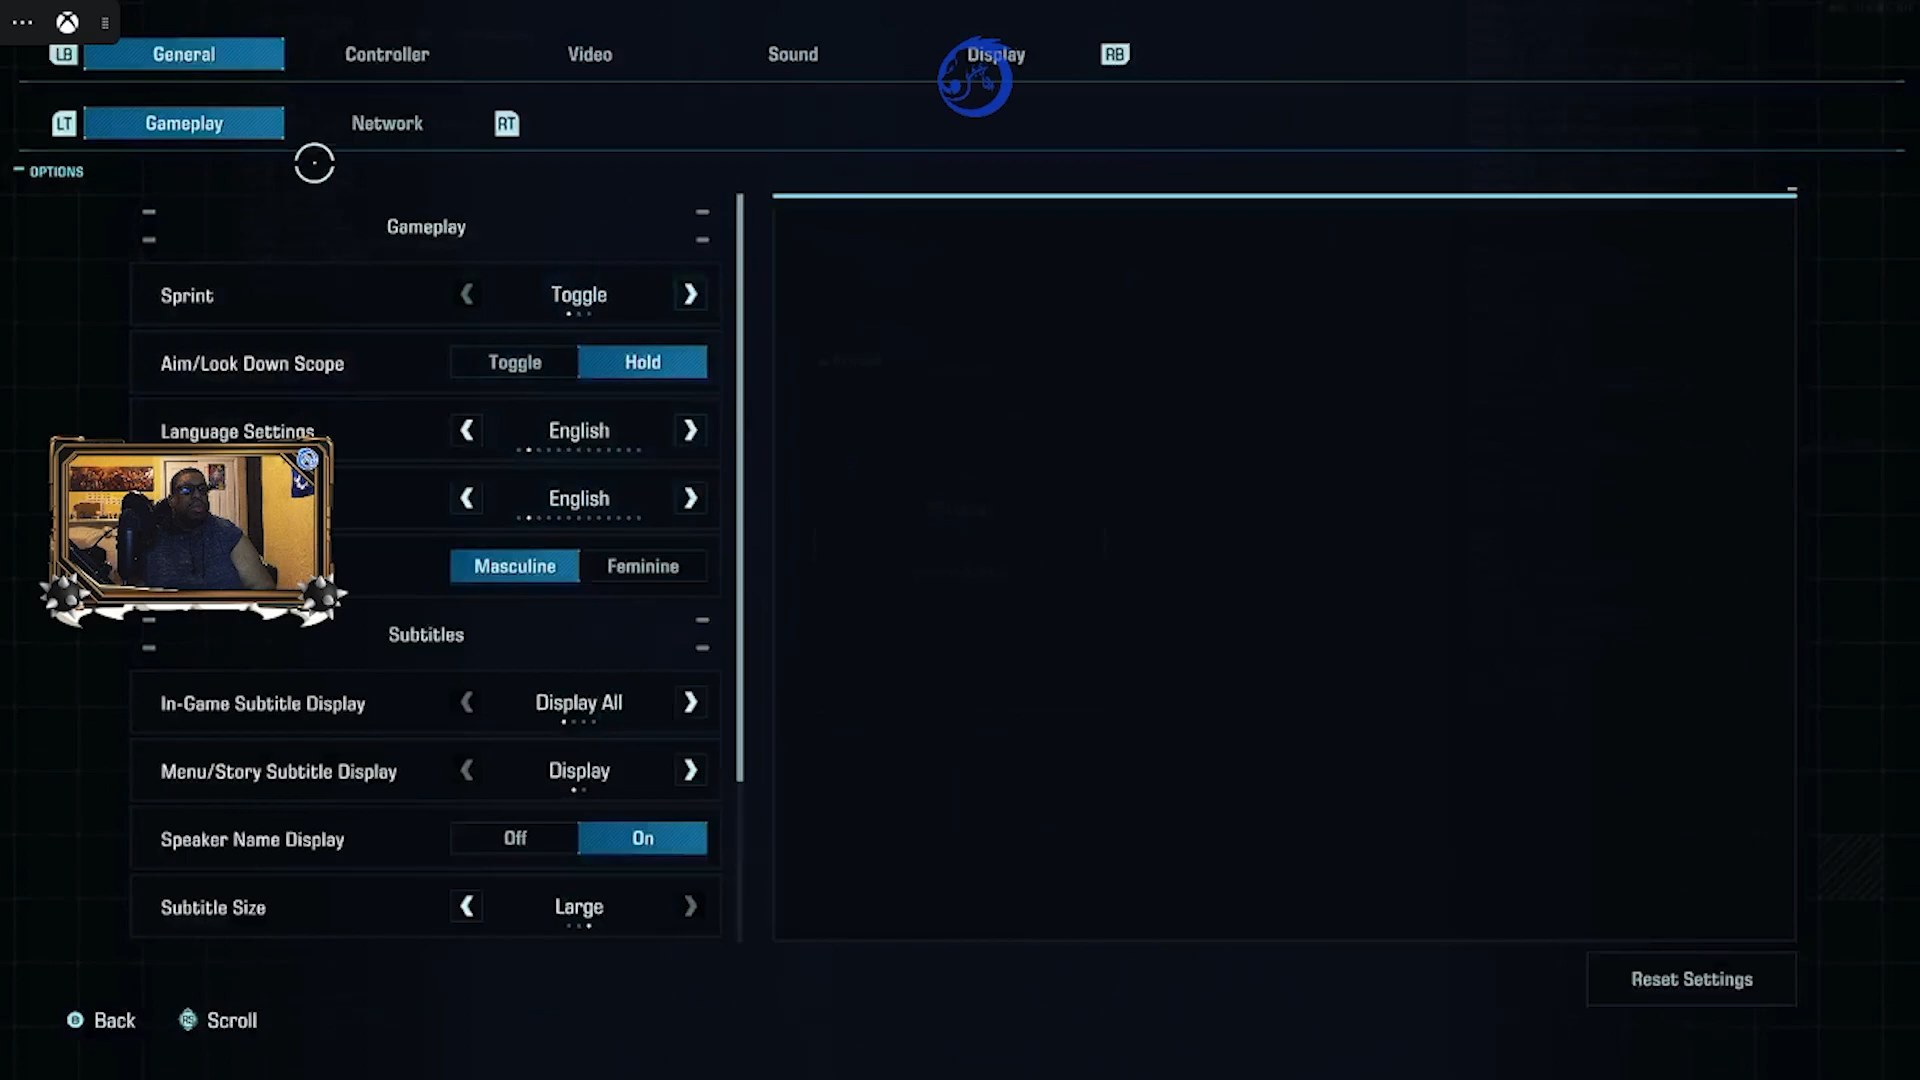 LB General Controller Video Sound Display RB
LT Gameplay Network RT
OPTIONS
Gameplay
Sprint Toggle
Aim/Look Down Scope Toggle Hold
Language Settings English
English
Masculine Feminine
Subtitles
In-Game Subtitle Display Display All
Menu/Story Subtitle Display Display
Speaker Name Display Off On
Subtitle Size Large
Reset Settings
B Back RS Scroll